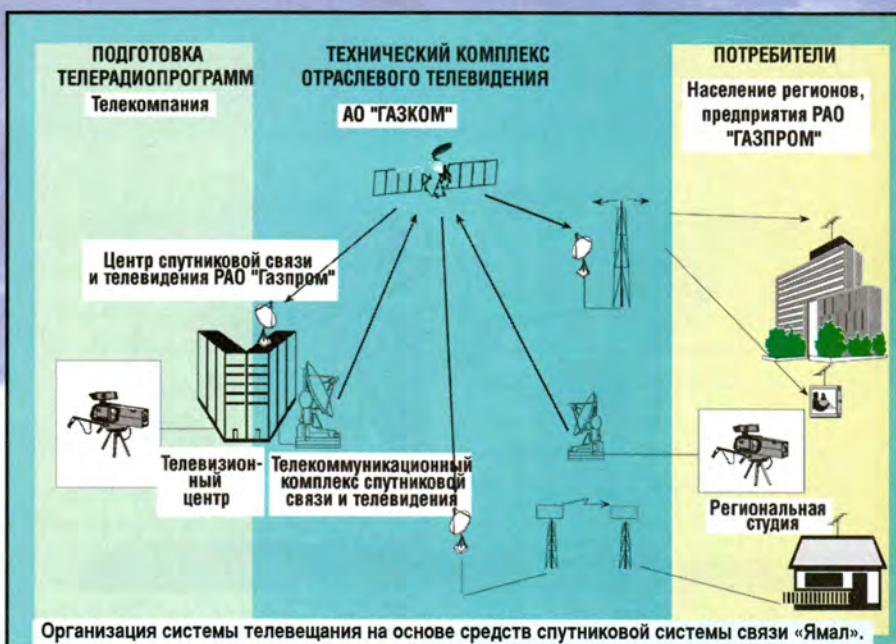 ПОДГОТОВКА
ТЕЛЕРАДИОПРОГРАММ
Телекомпания
ТЕХНИЧЕСКИЙ КОМПЛЕКС
ОТРАСЛЕВОГО ТЕЛЕВИДЕНИЯ
АО "ГАЗКОМ"
ПОТРЕБИТЕЛИ
Население регионов,
предприятия РАО
"ГАЗПРОМ"
Центр спутниковой связи
и телевидения РАО "Газпром"
Телевизион-
ный
центр
Телекоммуникационный
комплекс спутниковой
связи и телевидения
Региональная
студия
Организация системы телевещания на основе средств спутниковой системы связи «Ямал».